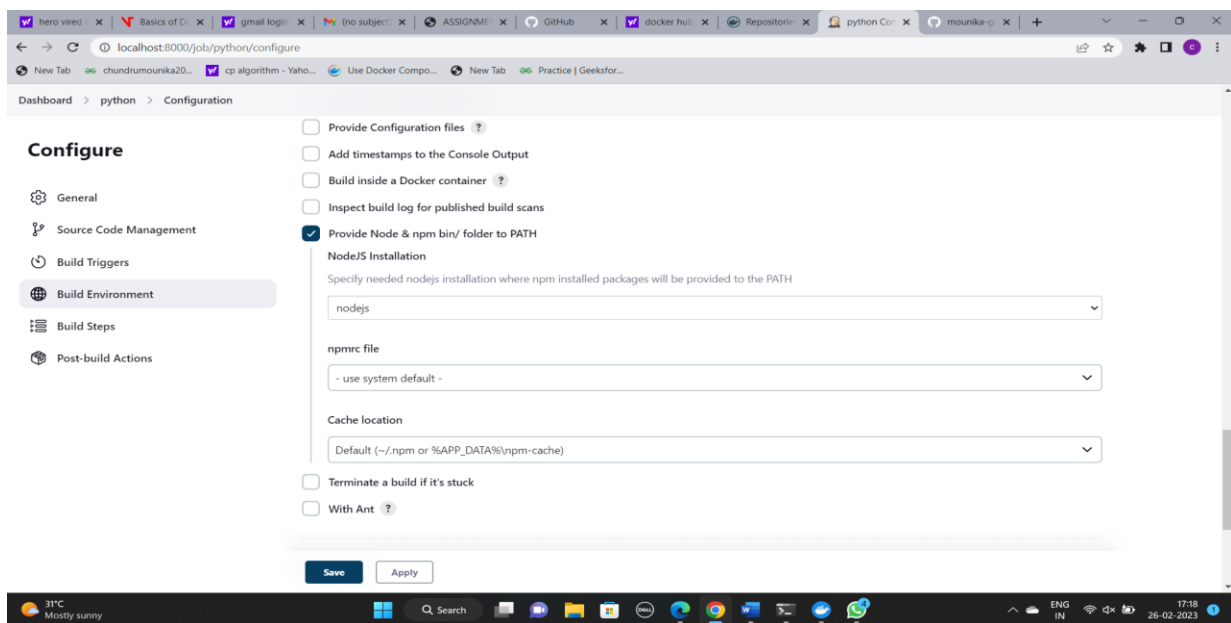 hero vired l
Basics of De
gmail login
(no subject)
ASSIGNME
GitHub
docker hub
Repositories
python Con
mounika-g
localhost:8000/job/python/configure
New Tab
chundrumounika20...
cp algorithm - Yaho...
Use Docker Compo...
New Tab
Practice | Geeksfor...
Dashboard > python > Configuration
Configure
General
Source Code Management
Build Triggers
Build Environment
Build Steps
Post-build Actions
Provide Configuration files ?
Add timestamps to the Console Output
Build inside a Docker container ?
Inspect build log for published build scans
Provide Node & npm bin/ folder to PATH
NodeJS Installation
Specify needed nodejs installation where npm installed packages will be provided to the PATH
nodejs
npmrc file
- use system default -
Cache location
Default (~/.npm or %APP_DATA%\npm-cache)
Terminate a build if it's stuck
With Ant ?
Save
Apply
31°C
Mostly sunny
Search
ENG
IN
17:18
26-02-2023